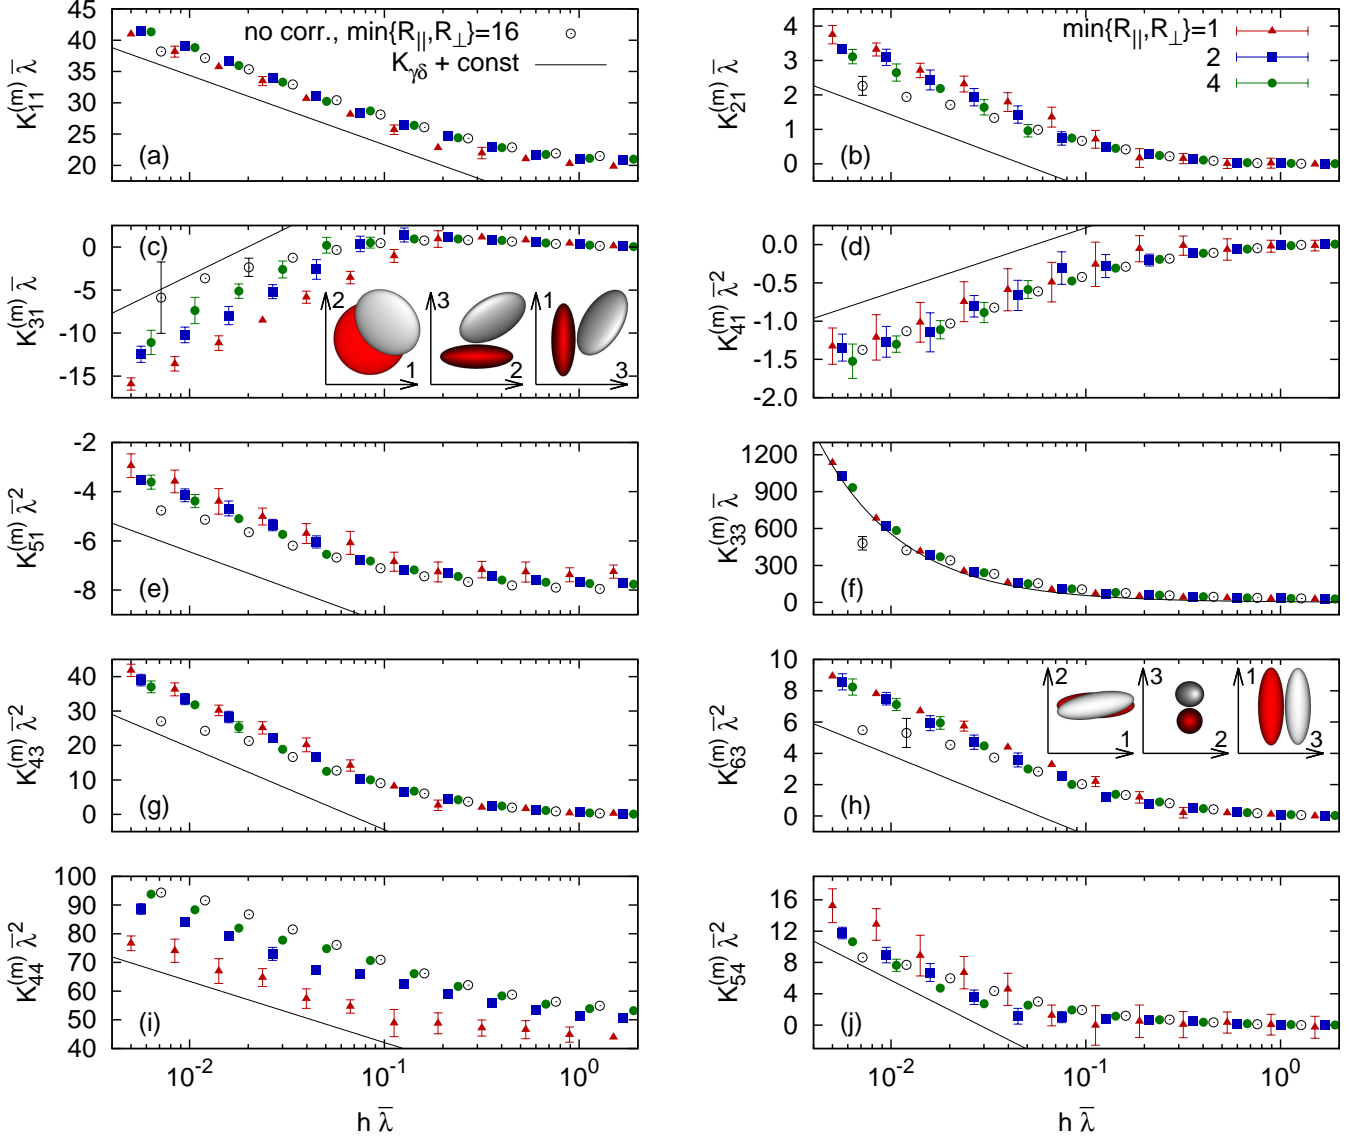 no corr., min{R||,R⊥}=16
Kγδ + const
K11(m) λ̅
45
40
35
30
25
20
(a)
min{R||,R⊥}=1
2
4
K21(m) λ̅
4
3
2
1
0
(b)
K31(m) λ̅
0
-5
-10
-15
(c)
2
1
3
2
1
3
K41(m) λ̅2
0.0
-0.5
-1.0
-1.5
-2.0
(d)
K51(m) λ̅2
-2
-4
-6
-8
(e)
K33(m) λ̅
1200
900
600
300
0
(f)
K43(m) λ̅2
40
30
20
10
0
(g)
K63(m) λ̅2
10
8
6
4
2
0
(h)
2
1
3
2
1
3
K44(m) λ̅2
100
90
80
70
60
50
40
(i)
10-2
10-1
100
h λ̅
K54(m) λ̅2
16
12
8
4
0
(j)
10-2
10-1
100
h λ̅